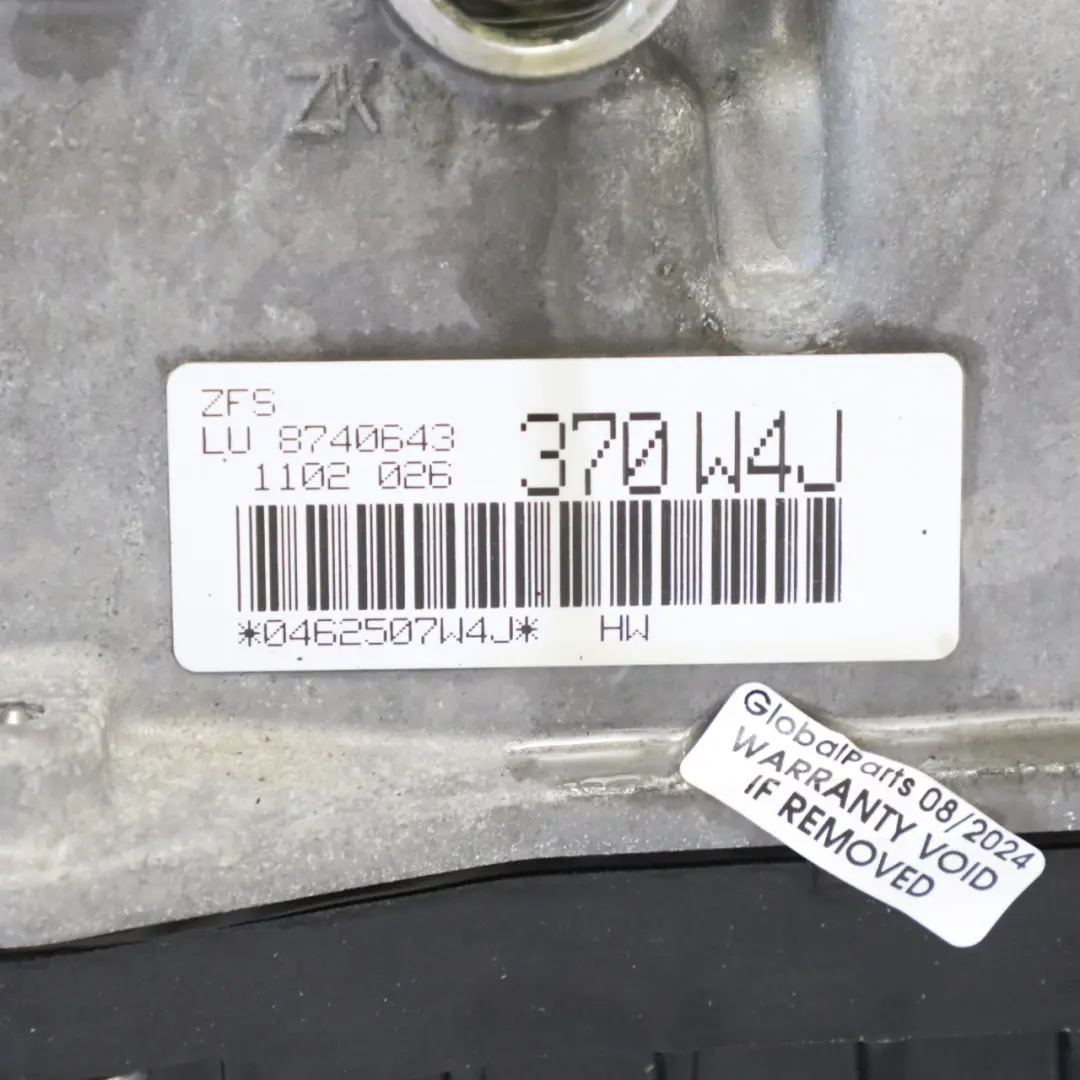 ZK
ZFS
LU 8740643
1102 026
370 W4J
*0462507W4J* HW
GlobalParts 08/2024
WARRANTY VOID
IF REMOVED